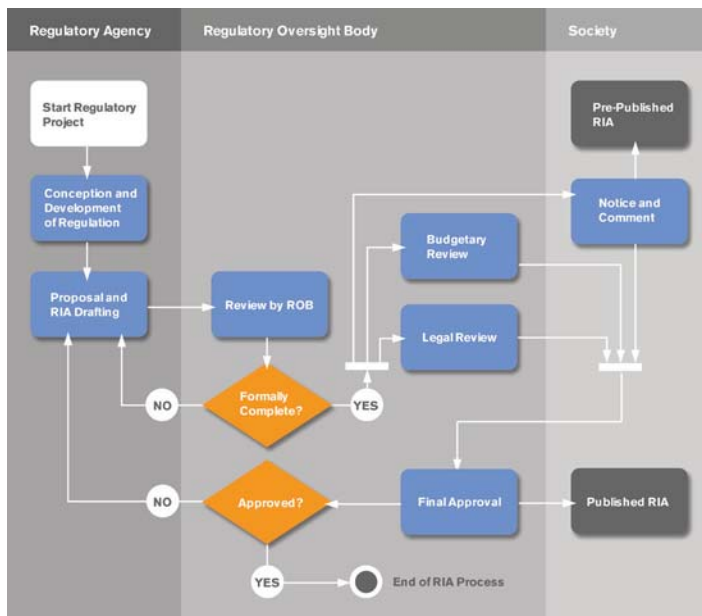 Regulatory Agency
Regulatory Oversight Body
Society
Start Regulatory
Project
Pre-Published
RIA
Conception and
Development
of Regulation
Notice and
Comment
Budgetary
Review
Proposal and
RIA Drafting
Review by ROB
Legal Review
Formally
Complete?
NO
YES
Approved?
NO
Final Approval
Published RIA
YES
End of RIA Process